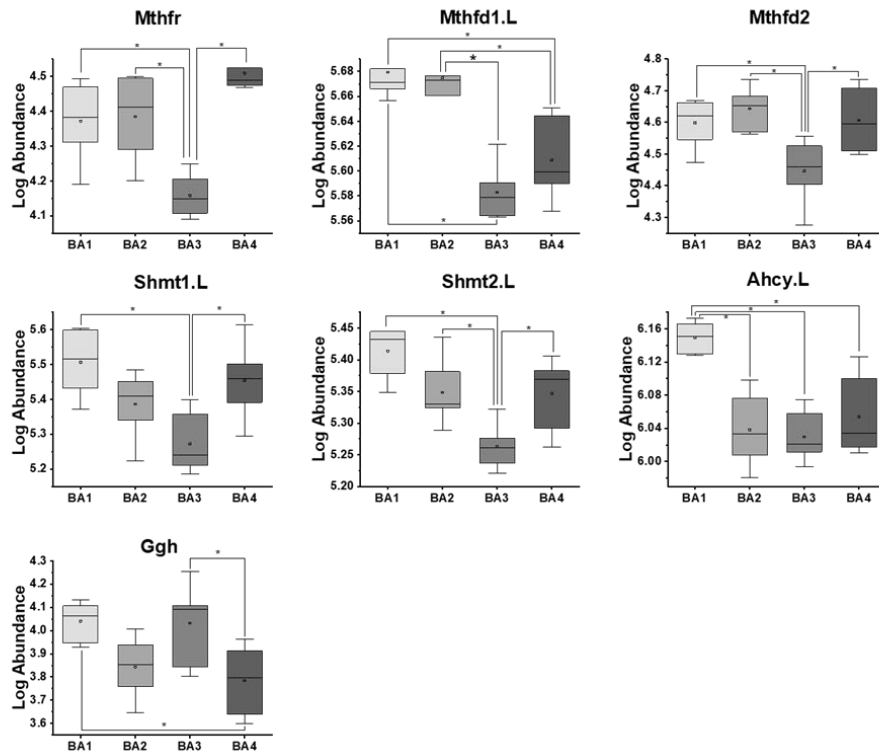 Mthfr
Log Abundance
4.5
4.4
4.3
4.2
4.1
*
*
*
BA1 BA2 BA3 BA4
Mthfd1.L
Log Abundance
5.68
5.66
5.64
5.62
5.60
5.58
5.56
*
*
*
*
BA1 BA2 BA3 BA4
Mthfd2
Log Abundance
4.8
4.7
4.6
4.5
4.4
4.3
*
*
*
BA1 BA2 BA3 BA4
Shmt1.L
Log Abundance
5.6
5.5
5.4
5.3
5.2
*
*
BA1 BA2 BA3 BA4
Shmt2.L
Log Abundance
5.45
5.40
5.35
5.30
5.25
5.20
*
*
*
BA1 BA2 BA3 BA4
Ahcy.L
Log Abundance
6.16
6.12
6.08
6.04
6.00
*
*
*
BA1 BA2 BA3 BA4
Ggh
Log Abundance
4.3
4.2
4.1
4.0
3.9
3.8
3.7
3.6
*
*
BA1 BA2 BA3 BA4